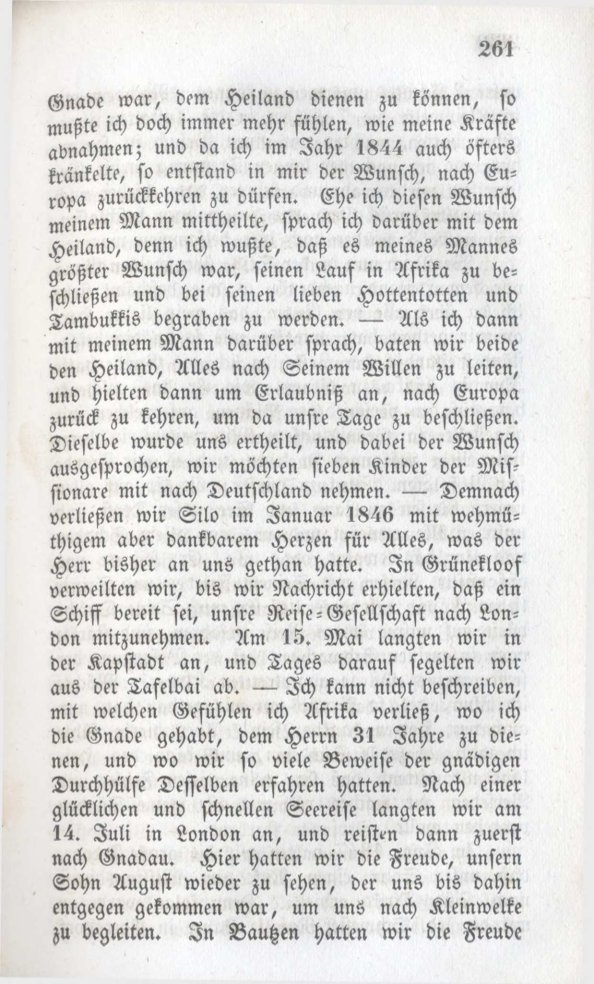 261
Gnade war, dem Heiland dienen zu können, so
mußte ich doch immer mehr fühlen, wie meine Kräfte
abnahmen; und da ich im Jahr 1844 auch öfters
kränkelte, so entstand in mir der Wunsch, nach Eu-
ropa zurückkehren zu dürfen. Ehe ich diesen Wunsch
meinem Mann mittheilte, sprach ich darüber mit dem
Heiland, denn ich wußte, daß es meines Mannes
größter Wunsch war, seinen Lauf in Afrika zu be-
schließen und bei seinen lieben Hottentotten und
Tambukkis begraben zu werden. — Als ich dann
mit meinem Mann darüber sprach, baten wir beide
den Heiland, Alles nach Seinem Willen zu leiten,
und hielten dann um Erlaubniß an, nach Europa
zurück zu kehren, um da unsre Tage zu beschließen.
Dieselbe wurde uns ertheilt, und dabei der Wunsch
ausgesprochen, wir möchten sieben Kinder der Mis-
sionare mit nach Deutschland nehmen. — Demnach
verließen wir Silo im Januar 1846 mit wehmü-
thigem aber dankbarem Herzen für Alles, was der
Herr bisher an uns gethan hatte. In Grünekloof
verweilten wir, bis wir Nachricht erhielten, daß ein
Schiff bereit sei, unsre Reise-Gesellschaft nach Lon-
don mitzunehmen. Am 15. Mai langten wir in
der Kapstadt an, und Tages darauf segelten wir
aus der Tafelbai ab. — Ich kann nicht beschreiben,
mit welchen Gefühlen ich Afrika verließ, wo ich
die Gnade gehabt, dem Herrn 31 Jahre zu die-
nen, und wo wir so viele Beweise der gnädigen
Durchhülfe Desselben erfahren hatten. Nach einer
glücklichen und schnellen Seereise langten wir am
14. Juli in London an, und reisten dann zuerst
nach Gnadau. Hier hatten wir die Freude, unsern
Sohn August wieder zu sehen, der uns bis dahin
entgegen gekommen war, um uns nach Kleinwelke
zu begleiten. In Bautzen hatten wir die Freude